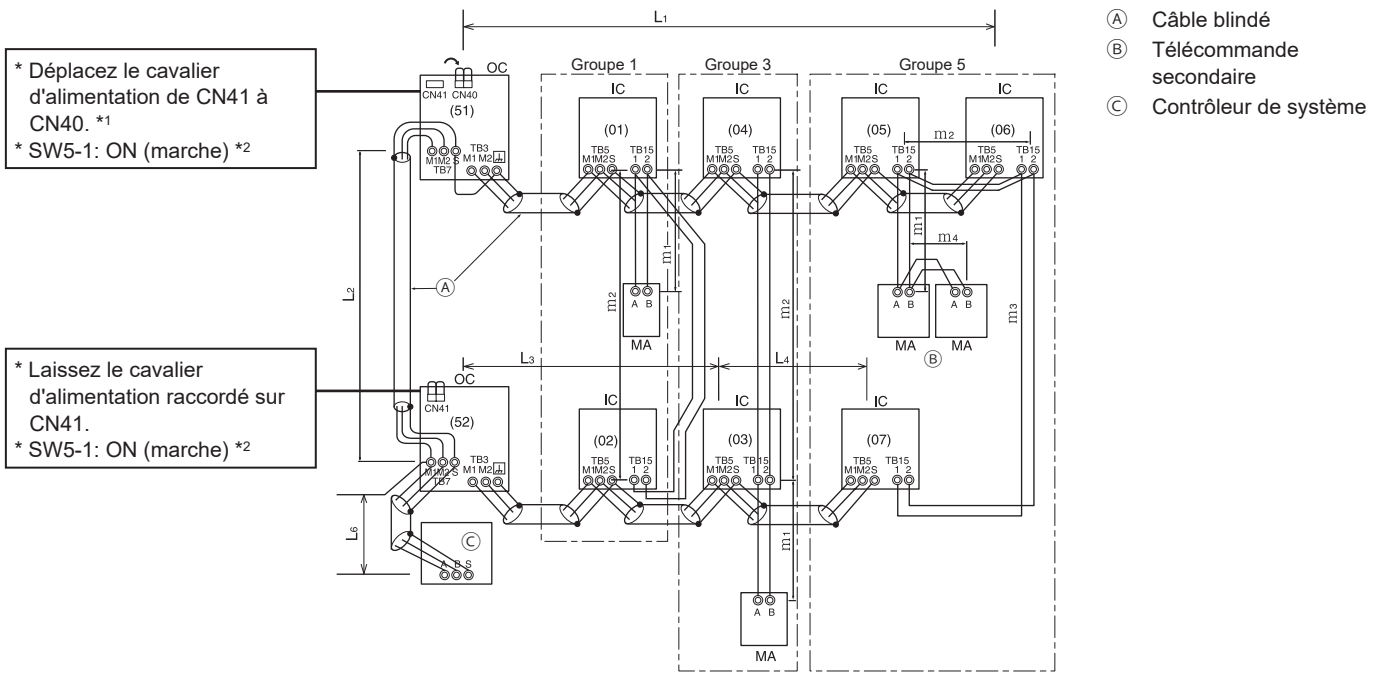 L1
Ⓐ Câble blindé
Ⓑ Télécommande
secondaire
Ⓒ Contrôleur de système
* Déplacez le cavalier
d'alimentation de CN41 à
CN40. *1
* SW5-1: ON (marche) *2
OC
CN41 CN40
(51)
M1M2 S
TB7
TB3
M1 M2
Groupe 1
IC
(01)
TB5
M1M2S
TB15
1 2
Groupe 3
IC
(04)
TB5
M1M2S
TB15
1 2
Groupe 5
IC
(05)
TB5
M1M2S
TB15
1 2
m2
IC
(06)
TB5
M1M2S
TB15
1 2
L2
Ⓐ
m2
m1
A B
MA
m2
m1
m4
A B
MA
A B
MA
Ⓑ
m3
* Laissez le cavalier
d'alimentation raccordé sur
CN41.
* SW5-1: ON (marche) *2
L3
L4
OC
CN41
(52)
M1M2 S
TB7
TB3
M1 M2
IC
(02)
TB5
M1M2S
TB15
1 2
IC
(03)
TB5
M1M2S
TB15
1 2
IC
(07)
TB5
M1M2S
TB15
1 2
L6
Ⓒ
A B S
m1
A B
MA